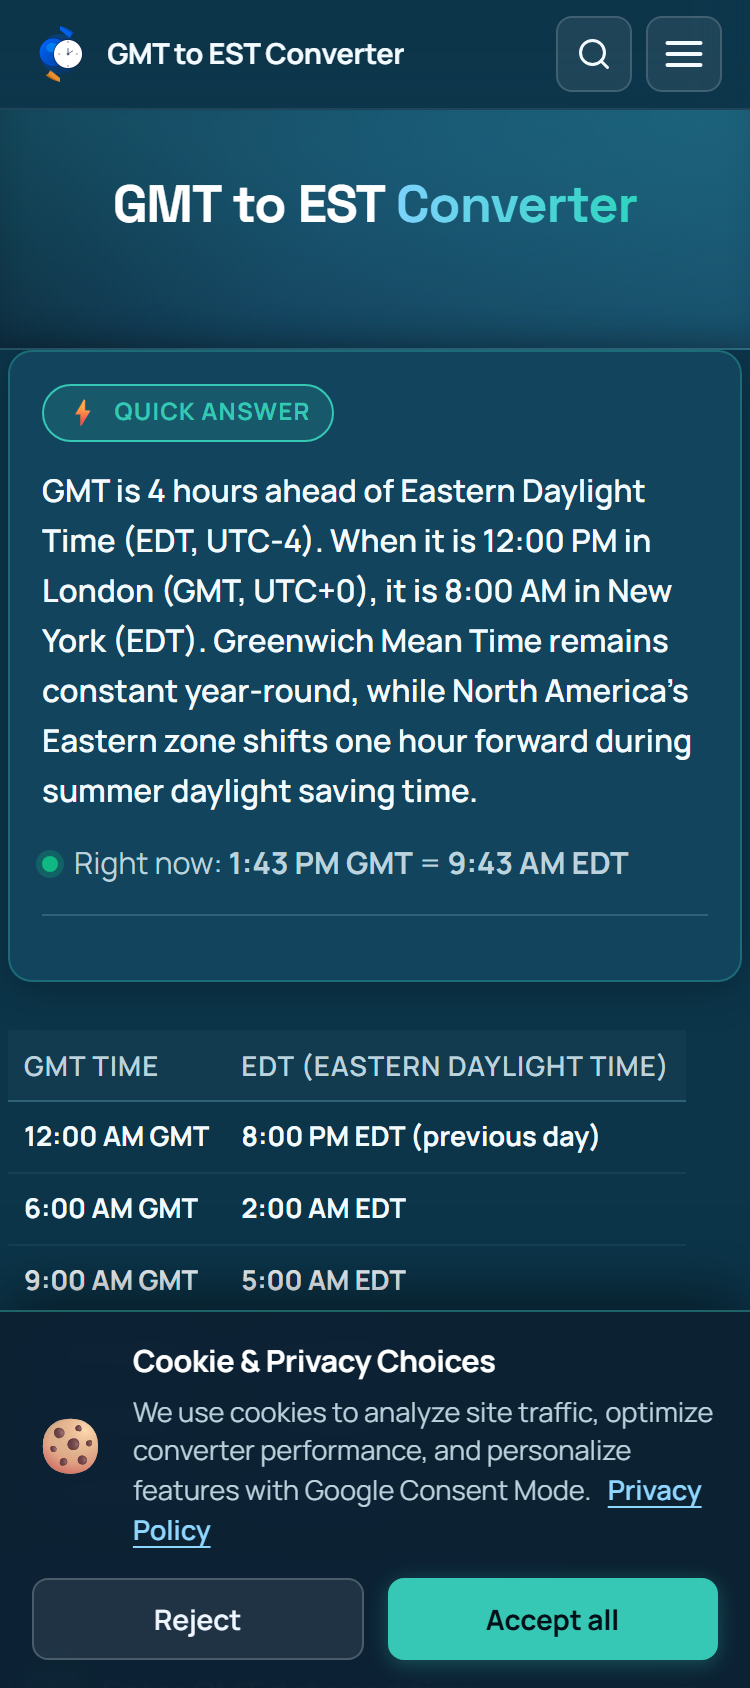 GMT to EST Converter
GMT to EST Converter
QUICK ANSWER
GMT is 4 hours ahead of Eastern Daylight
Time (EDT, UTC-4). When it is 12:00 PM in
London (GMT, UTC+0), it is 8:00 AM in New
York (EDT). Greenwich Mean Time remains
constant year-round, while North America's
Eastern zone shifts one hour forward during
summer daylight saving time.
Right now: 1:43 PM GMT = 9:43 AM EDT
GMT TIME EDT (EASTERN DAYLIGHT TIME)
12:00 AM GMT 8:00 PM EDT (previous day)
6:00 AM GMT 2:00 AM EDT
9:00 AM GMT 5:00 AM EDT
Cookie & Privacy Choices
We use cookies to analyze site traffic, optimize
converter performance, and personalize
features with Google Consent Mode. Privacy
Policy
Reject Accept all